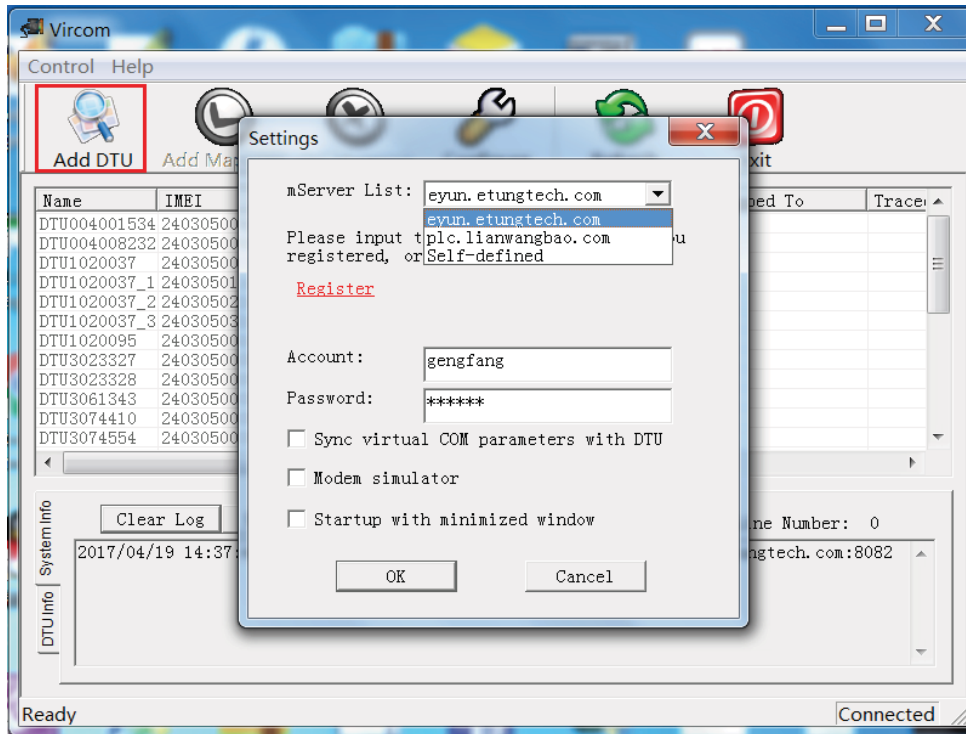 Vircom
Control Help
Add DTU
Add Ma
xit
Settings
mServer List: eyun.etungtech.com
eyun.etungtech.com
plc.lianwangbao.com
Self-defined
Please input t u
registered, or
Register
Account: gengfang
Password: ******
Sync virtual COM parameters with DTU
Modem simulator
Startup with minimized window
OK Cancel
Name IMEI ped To Trace
DTU004001534 24030500
DTU004008232 24030500
DTU1020037 24030500
DTU1020037_1 24030501
DTU1020037_2 24030502
DTU1020037_3 24030503
DTU1020095 24030500
DTU3023327 24030500
DTU3023328 24030500
DTU3061343 24030500
DTU3074410 24030500
DTU3074554 24030500
System Info
DTU Info
Clear Log ne Number: 0
2017/04/19 14:37: ngtech.com:8082
Ready Connected